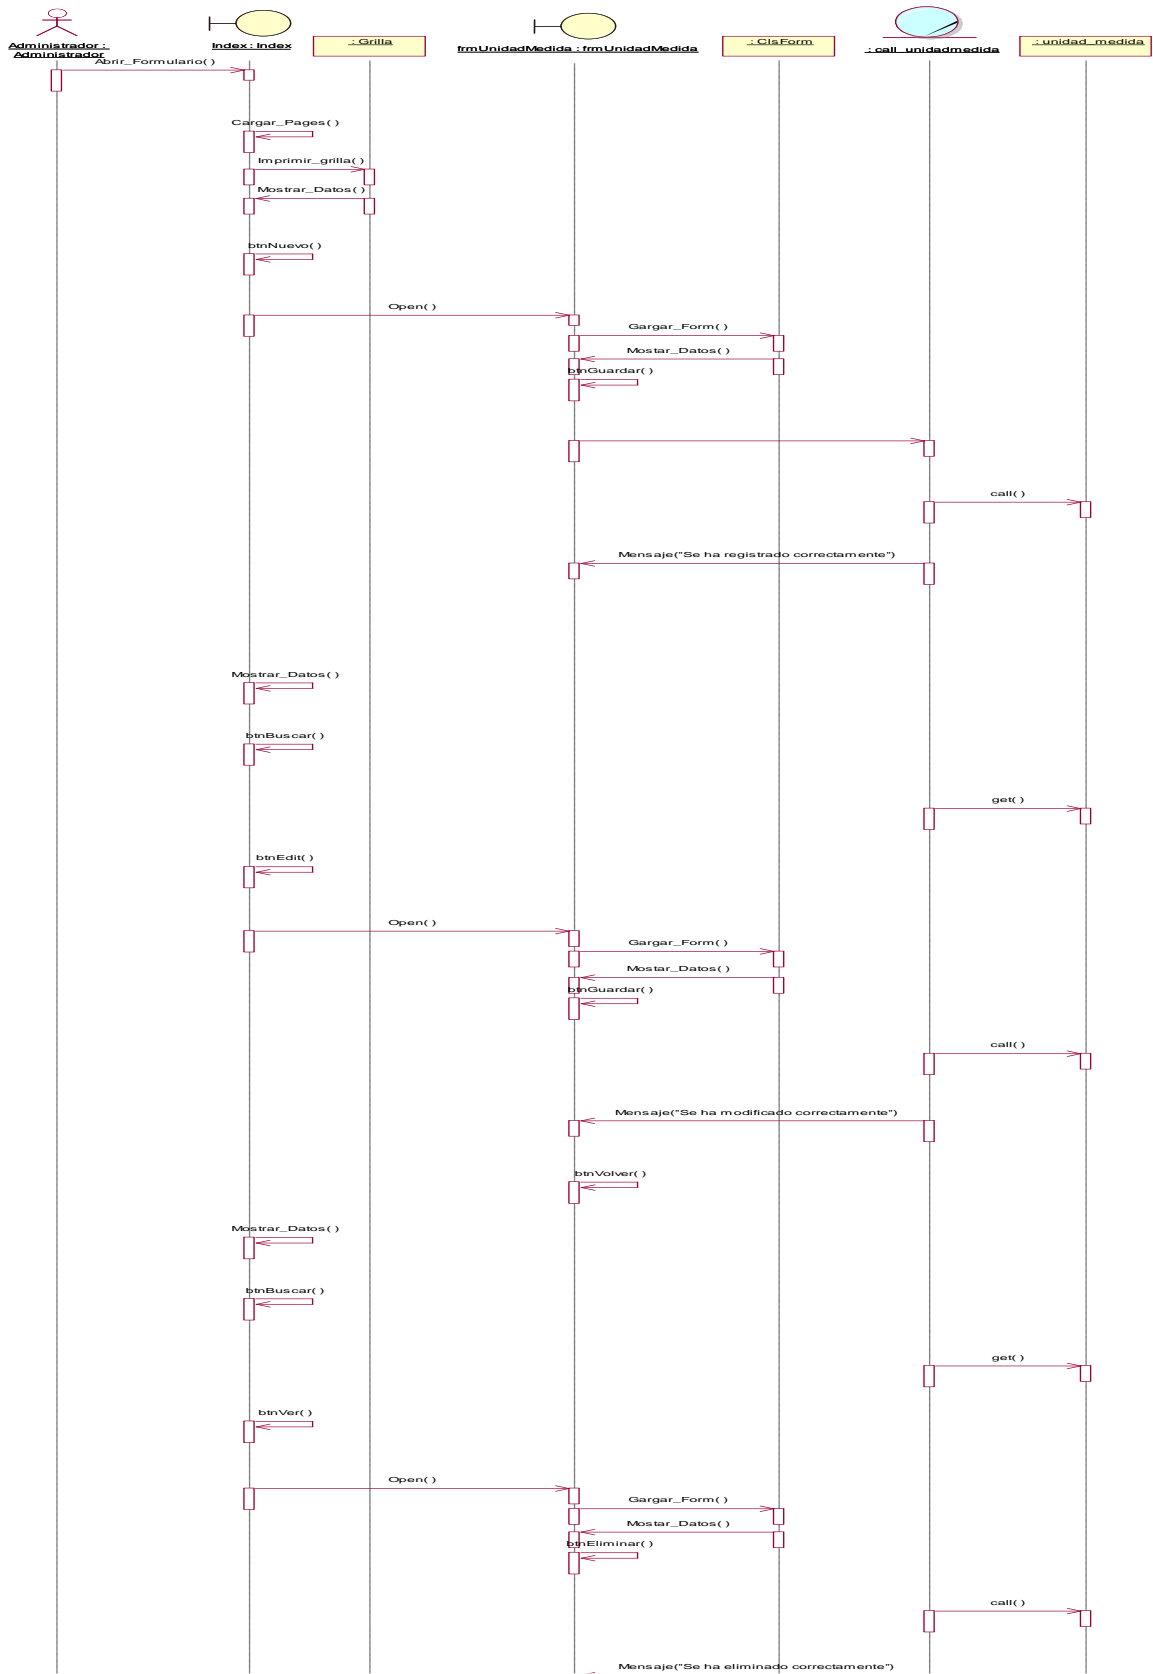 Administrador :
Administrador
Index : Index
: Grilla
frmUnidadMedida : frmUnidadMedida
: ClsForm
: call_unidadmedida
: unidad_medida
Abrir_Formulario( )
Cargar_Pages( )
Imprimir_grilla( )
Mostrar_Datos( )
btnNuevo( )
Open( )
Gargar_Form( )
Mostar_Datos( )
btnGuardar( )
call( )
Mensaje("Se ha registrado correctamente")
Mostrar_Datos( )
btnBuscar( )
get( )
btnEdit( )
Open( )
Gargar_Form( )
Mostar_Datos( )
btnGuardar( )
call( )
Mensaje("Se ha modificado correctamente")
btnVolver( )
Mostrar_Datos( )
btnBuscar( )
get( )
btnVer( )
Open( )
Gargar_Form( )
Mostar_Datos( )
btnEliminar( )
call( )
Mensaje("Se ha eliminado correctamente")